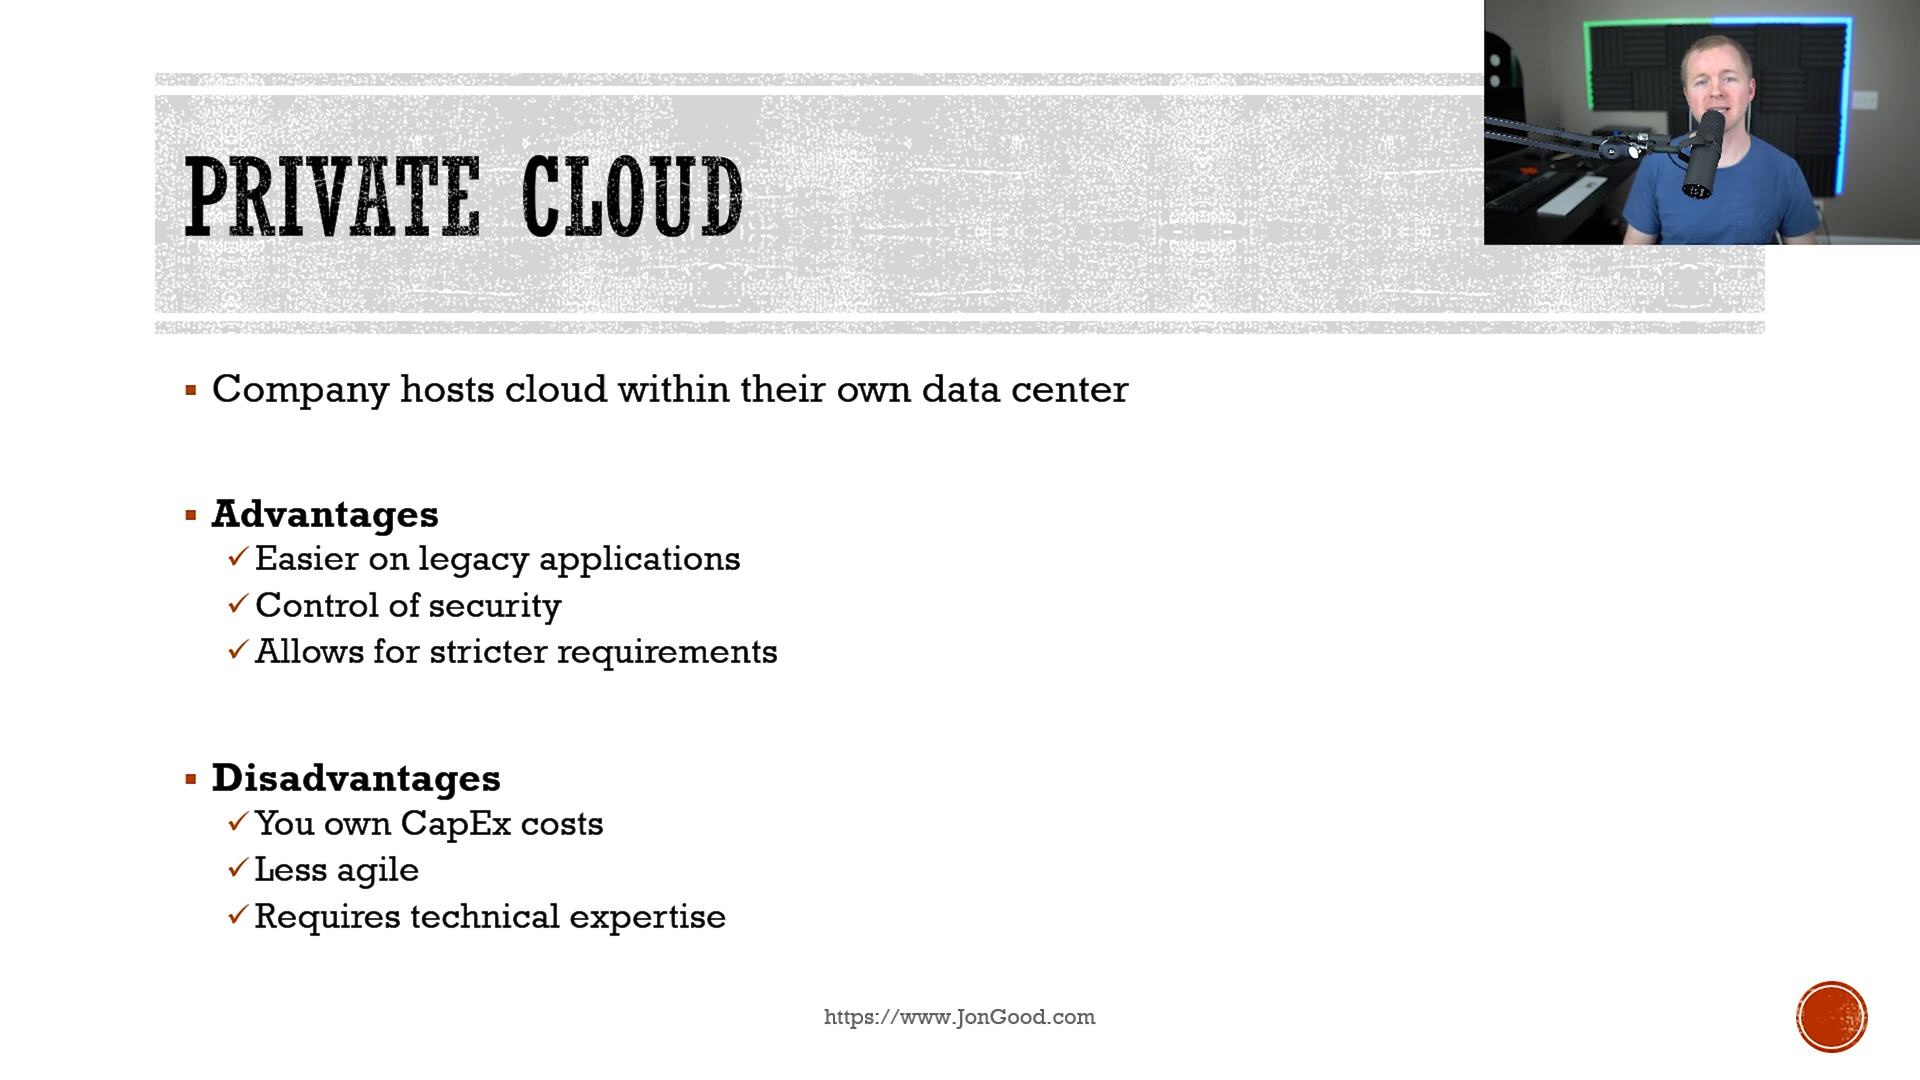 PRIVATE CLOUD
Company hosts cloud within their own data center
Advantages
Easier on legacy applications
Control of security
Allows for stricter requirements
Disadvantages
You own CapEx costs
Less agile
Requires technical expertise
https://www.JonGood.com